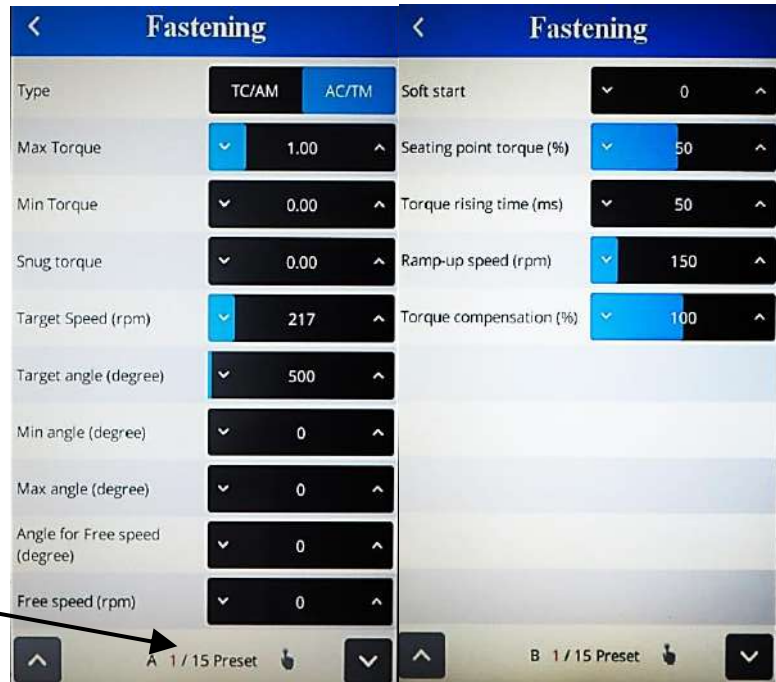 Fastening
Type TC/AM AC/TM
Max Torque 1.00
Min Torque 0.00
Snug torque 0.00
Target Speed (rpm) 217
Target angle (degree) 500
Min angle (degree) 0
Max angle (degree) 0
Angle for Free speed
(degree) 0
Free speed (rpm) 0
A 1 / 15 Preset
Fastening
Soft start 0
Seating point torque (%) 50
Torque rising time (ms) 50
Ramp-up speed (rpm) 150
Torque compensation (%) 100
B 1 / 15 Preset